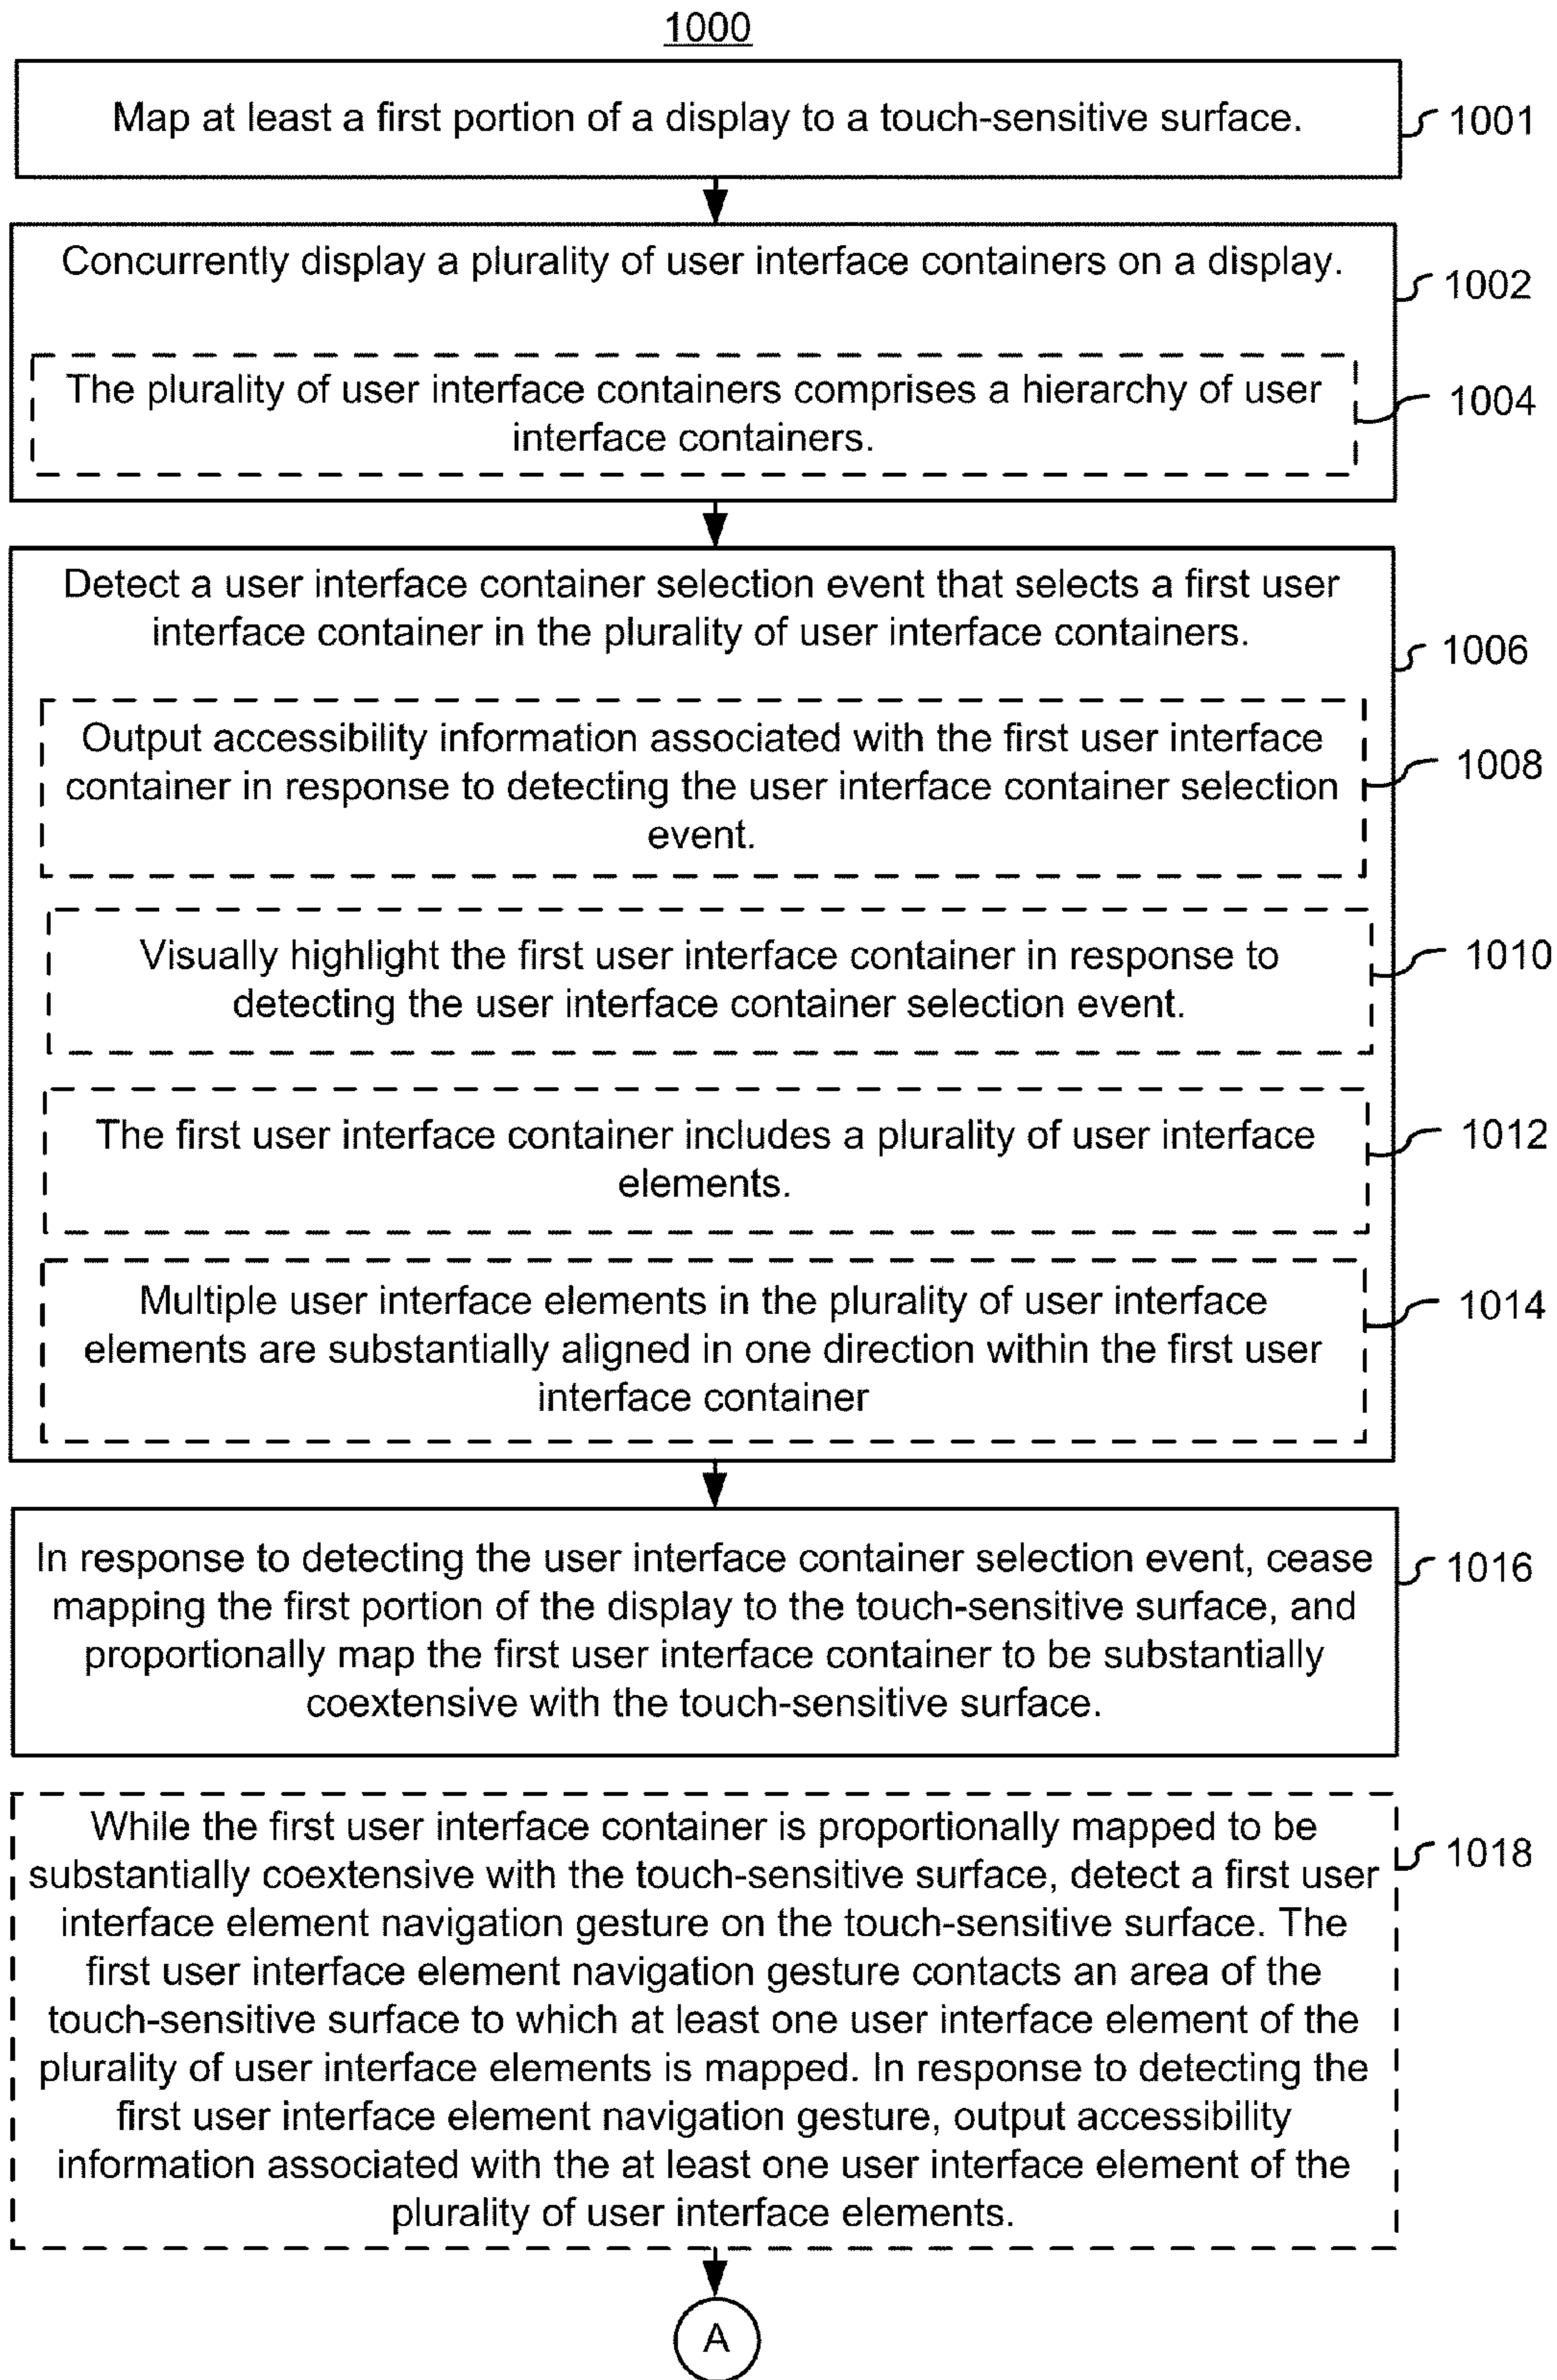 1000
Map at least a first portion of a display to a touch-sensitive surface.
1001
Concurrently display a plurality of user interface containers on a display.
1002
The plurality of user interface containers comprises a hierarchy of user
interface containers.
1004
Detect a user interface container selection event that selects a first user
interface container in the plurality of user interface containers.
1006
Output accessibility information associated with the first user interface
container in response to detecting the user interface container selection
event.
1008
Visually highlight the first user interface container in response to
detecting the user interface container selection event.
1010
The first user interface container includes a plurality of user interface
elements.
1012
Multiple user interface elements in the plurality of user interface
elements are substantially aligned in one direction within the first user
interface container
1014
In response to detecting the user interface container selection event, cease
mapping the first portion of the display to the touch-sensitive surface, and
proportionally map the first user interface container to be substantially
coextensive with the touch-sensitive surface.
1016
While the first user interface container is proportionally mapped to be
substantially coextensive with the touch-sensitive surface, detect a first user
interface element navigation gesture on the touch-sensitive surface. The
first user interface element navigation gesture contacts an area of the
touch-sensitive surface to which at least one user interface element of the
plurality of user interface elements is mapped. In response to detecting the
first user interface element navigation gesture, output accessibility
information associated with the at least one user interface element of the
plurality of user interface elements.
1018
A